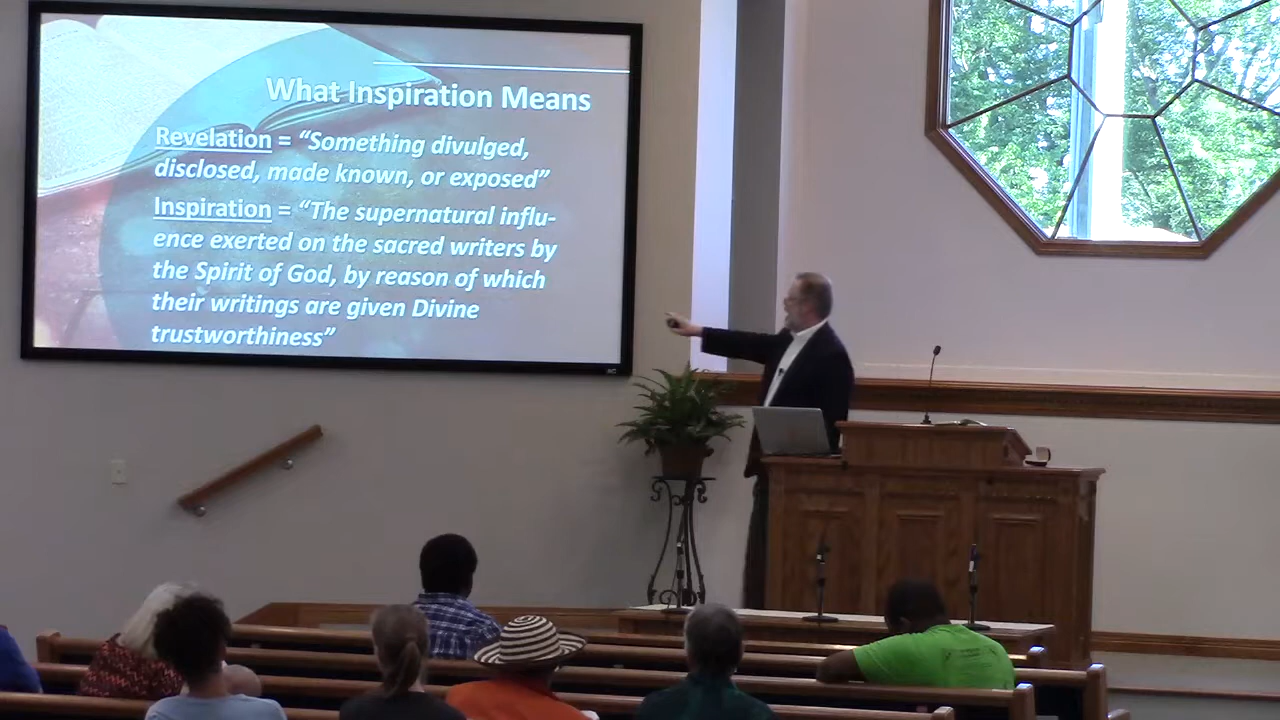 What Inspiration Means
Revelation = “Something divulged,
disclosed, made known, or exposed”
Inspiration = “The supernatural influ-
ence exerted on the sacred writers by
the Spirit of God, by reason of which
their writings are given Divine
trustworthiness”